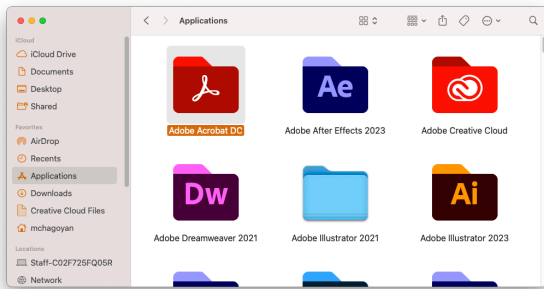 Applications
iCloud
iCloud Drive
Documents
Desktop
Shared
Favorites
AirDrop
Recents
Applications
Downloads
Creative Cloud Files
mchagoyan
Locations
Staff-C02F725FQ05R
Network
Adobe Acrobat DC
Ae
Adobe After Effects 2023
Adobe Creative Cloud
Dw
Adobe Dreamweaver 2021
Adobe Illustrator 2021
Ai
Adobe Illustrator 2023